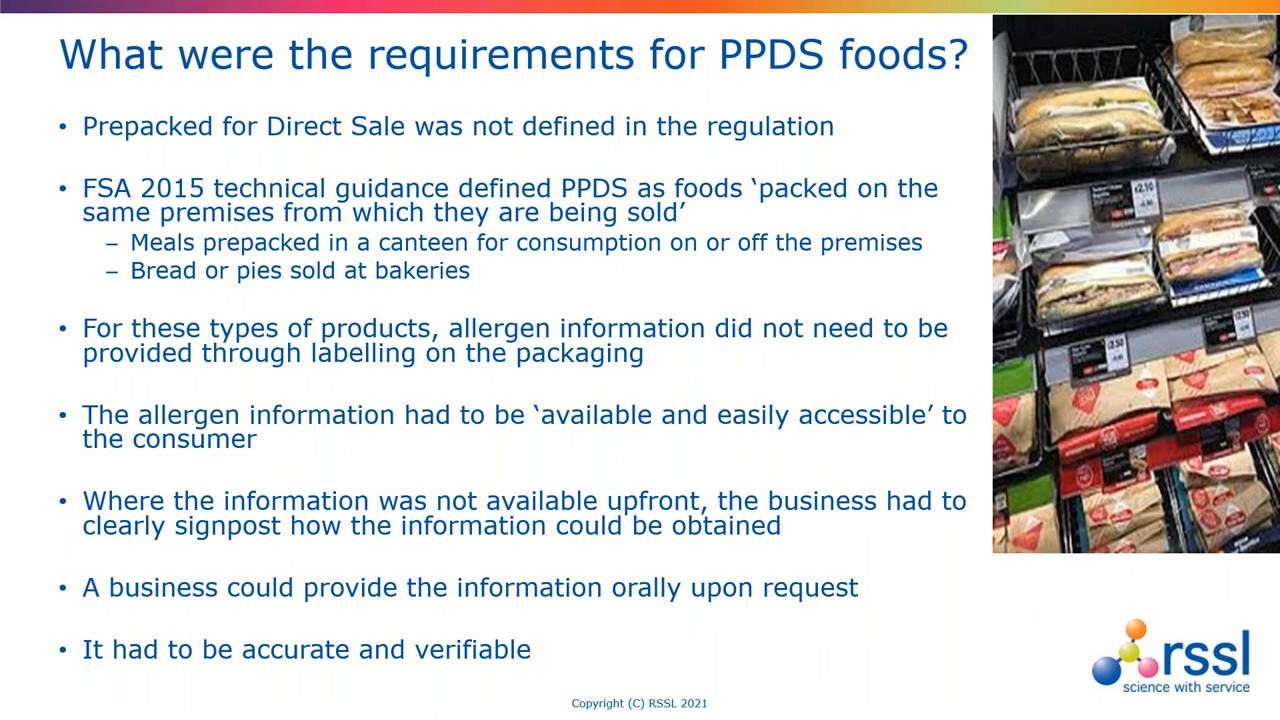 What were the requirements for PPDS foods?
• Prepacked for Direct Sale was not defined in the regulation
• FSA 2015 technical guidance defined PPDS as foods ‘packed on the
same premises from which they are being sold’
– Meals prepacked in a canteen for consumption on or off the premises
– Bread or pies sold at bakeries
• For these types of products, allergen information did not need to be
provided through labelling on the packaging
• The allergen information had to be ‘available and easily accessible’ to
the consumer
• Where the information was not available upfront, the business had to
clearly signpost how the information could be obtained
• A business could provide the information orally upon request
• It had to be accurate and verifiable
£2.10
£2.50
£2.50
rssl
science with service
Copyright (C) RSSL 2021